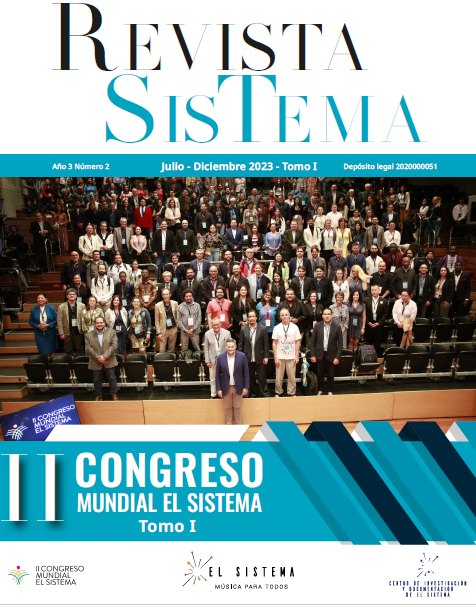 REVISTA
SISTEMA
Año 3 Número 2
Julio - Diciembre 2023 - Tomo I
Depósito legal 2020000051
II CONGRESO
MUNDIAL
EL SISTEMA
II
CONGRESO
MUNDIAL EL SISTEMA
Tomo I
II CONGRESO
MUNDIAL
EL SISTEMA
EL SISTEMA
MÚSICA PARA TODOS
CENTRO DE INVESTIGACIÓN
Y DOCUMENTACIÓN
DE EL SISTEMA